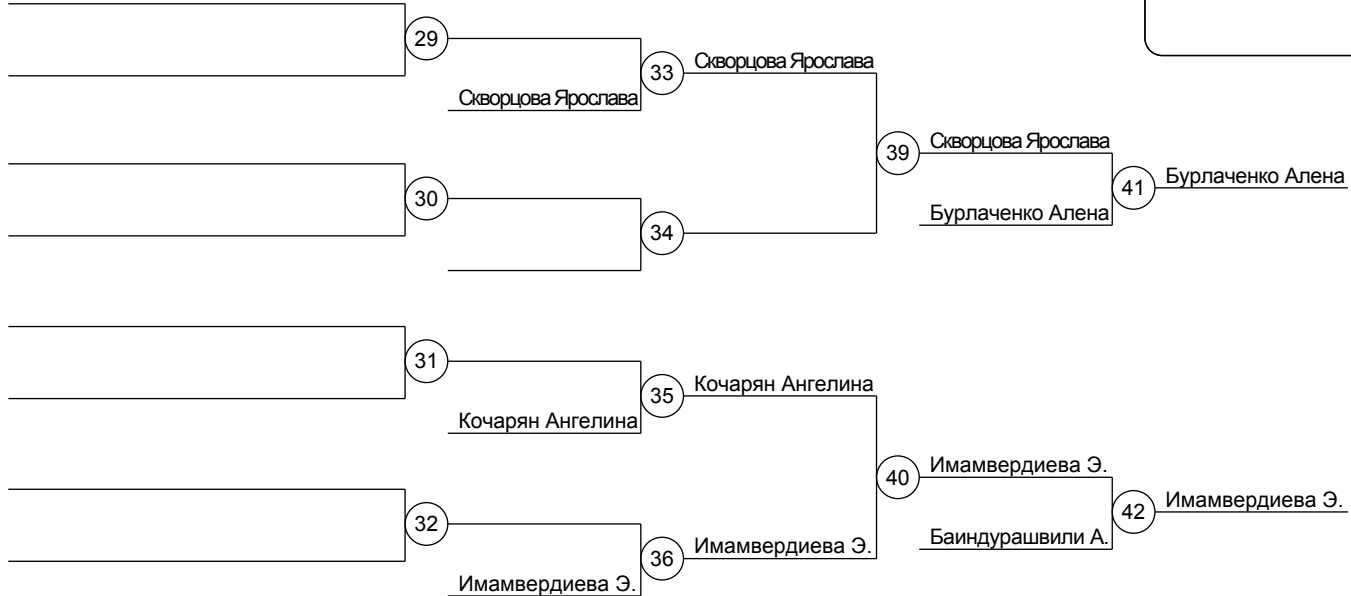 29
33
Скворцова Ярослава
Скворцова Ярослава
39
Скворцова Ярослава
41
Бурлаченко Алена
30
Бурлаченко Алена
34
31
35
Кочарян Ангелина
Кочарян Ангелина
40
Имамвердиева Э.
42
Имамвердиева Э.
32
Баиндурашвили А.
36
Имамвердиева Э.
Имамвердиева Э.